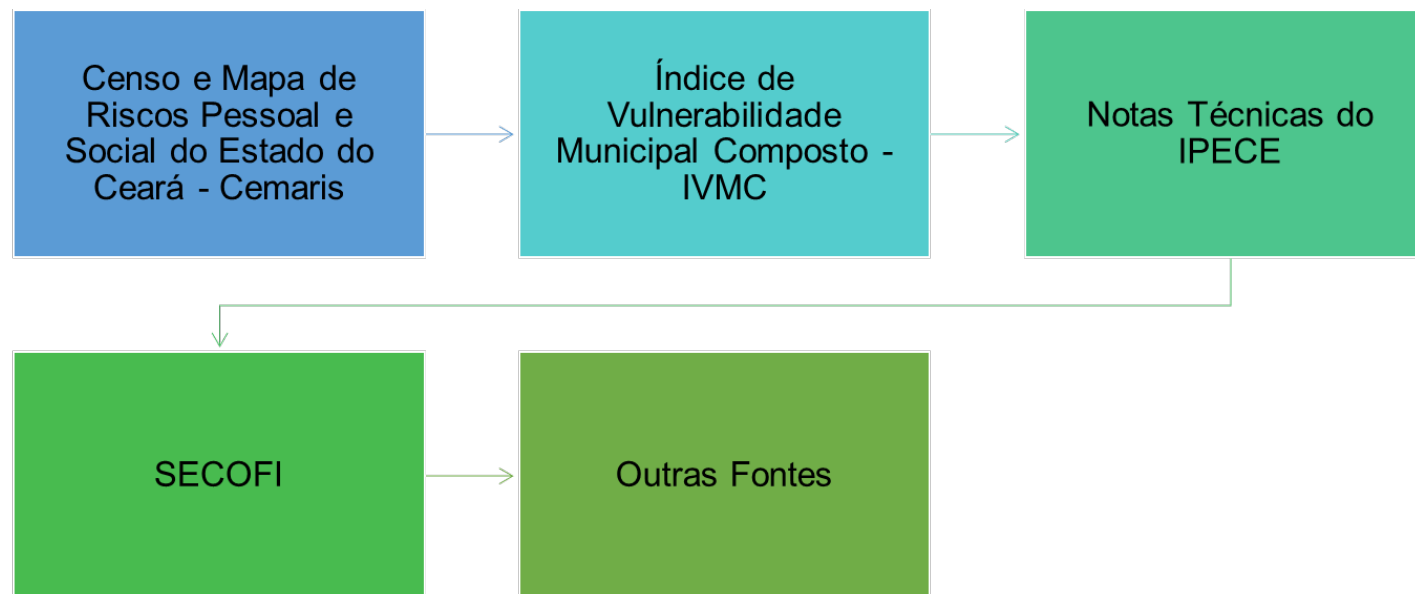 Censo e Mapa de
Riscos Pessoal e
Social do Estado do
Ceará - Cemaris
Índice de
Vulnerabilidade
Municipal Composto -
IVMC
Notas Técnicas do
IPECE
SECOFI
Outras Fontes